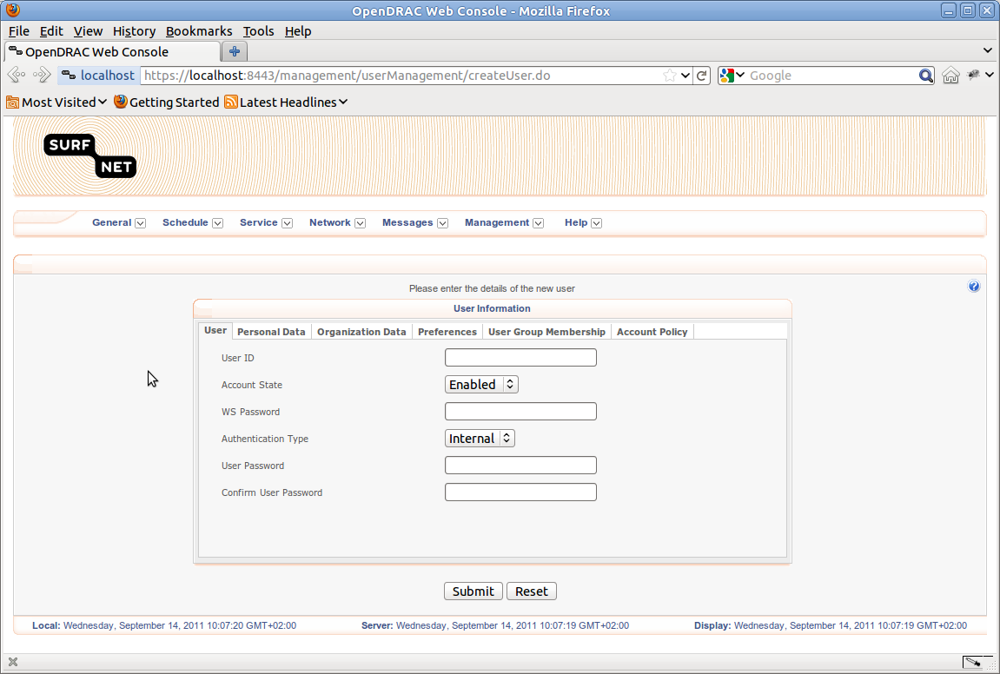 OpenDRAC Web Console - Mozilla Firefox
File Edit View History Bookmarks Tools Help
OpenDRAC Web Console
localhost https://localhost:8443/management/userManagement/createUser.do Google
Most Visited Getting Started Latest Headlines
SURF
NET
General Schedule Service Network Messages Management Help
Please enter the details of the new user
User Information
User Personal Data Organization Data Preferences User Group Membership Account Policy
User ID
Account State Enabled
WS Password
Authentication Type Internal
User Password
Confirm User Password
Submit Reset
Local: Wednesday, September 14, 2011 10:07:20 GMT+02:00 Server: Wednesday, September 14, 2011 10:07:19 GMT+02:00 Display: Wednesday, September 14, 2011 10:07:19 GMT+02:00